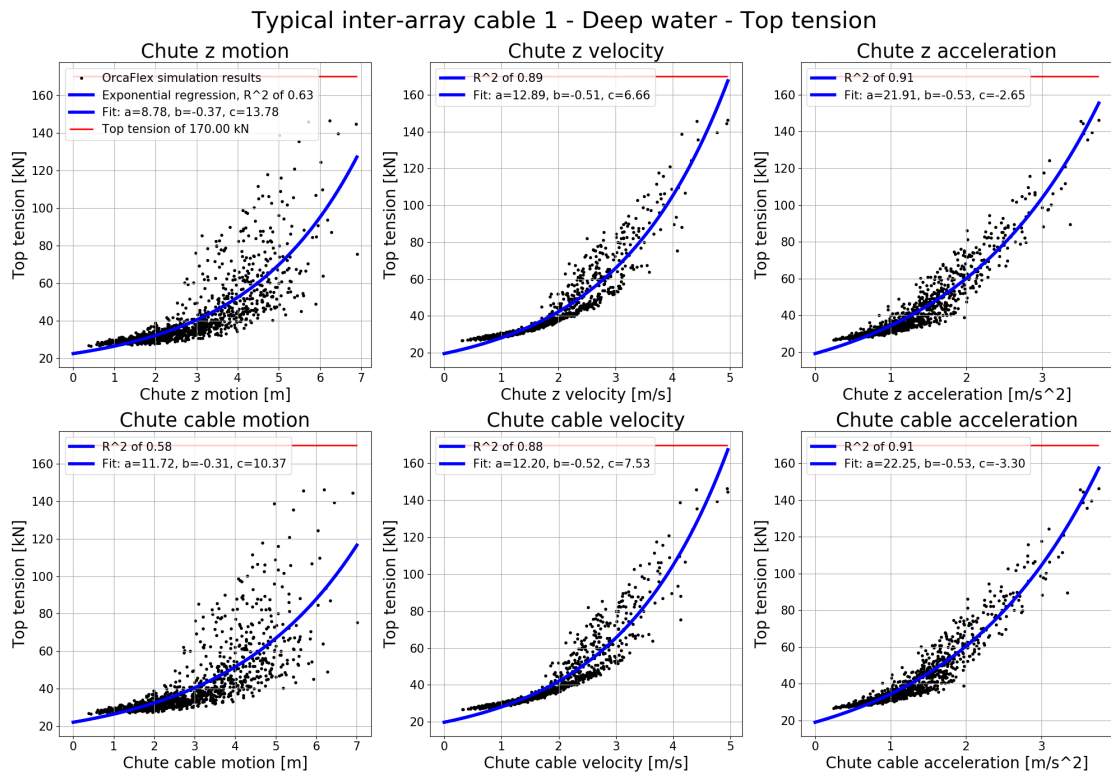 Typical inter-array cable 1 - Deep water - Top tension
Chute z motion
OrcaFlex simulation results
Exponential regression, R^2 of 0.63
Fit: a=8.78, b=-0.37, c=13.78
Top tension of 170.00 kN
Top tension [kN]
160
140
120
100
80
60
40
20
0 1 2 3 4 5 6 7
Chute z motion [m]
Chute z velocity
R^2 of 0.89
Fit: a=12.89, b=-0.51, c=6.66
Top tension [kN]
160
140
120
100
80
60
40
20
0 1 2 3 4 5
Chute z velocity [m/s]
Chute z acceleration
R^2 of 0.91
Fit: a=21.91, b=-0.53, c=-2.65
Top tension [kN]
160
140
120
100
80
60
40
20
0 1 2 3
Chute z acceleration [m/s^2]
Chute cable motion
R^2 of 0.58
Fit: a=11.72, b=-0.31, c=10.37
Top tension [kN]
160
140
120
100
80
60
40
20
0 1 2 3 4 5 6 7
Chute cable motion [m]
Chute cable velocity
R^2 of 0.88
Fit: a=12.20, b=-0.52, c=7.53
Top tension [kN]
160
140
120
100
80
60
40
20
0 1 2 3 4 5
Chute cable velocity [m/s]
Chute cable acceleration
R^2 of 0.91
Fit: a=22.25, b=-0.53, c=-3.30
Top tension [kN]
160
140
120
100
80
60
40
20
0 1 2 3
Chute cable acceleration [m/s^2]